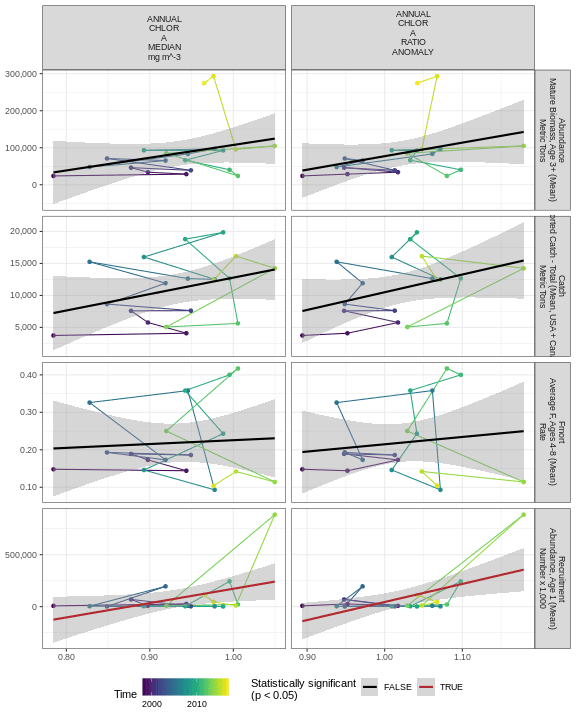 ANNUAL
CHLOR
A
MEDIAN
mg m^-3
ANNUAL
CHLOR
A
RATIO
ANOMALY
300,000
200,000
100,000
0
Abundance
Mature Biomass, Age 3+ (Mean)
Metric Tons
20,000
15,000
10,000
5,000
Catch
rted Catch - Total (Mean, USA + Can
Metric Tons
0.40
0.30
0.20
0.10
Fmort
Average F, Ages 4-8 (Mean)
Rate
500,000
0
Recruitment
Abundance, Age 1 (Mean)
Number x 1,000
0.80 0.90 1.00 0.90 1.00 1.10
Time
2000 2010
Statistically significant
(p < 0.05)
FALSE TRUE